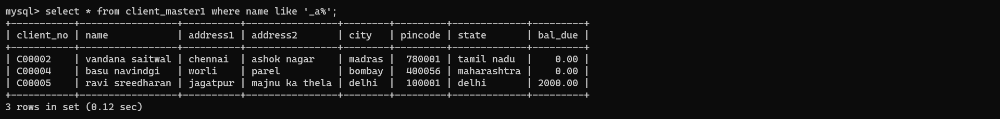 mysql> select * from client_master1 where name like '_a%';
+-----------+-----------------+----------+----------------+--------+---------+-------------+---------+
| client_no | name            | address1 | address2       | city   | pincode | state       | bal_due |
+-----------+-----------------+----------+----------------+--------+---------+-------------+---------+
| C00002    | vandana saitwal | chennai  | ashok nagar    | madras |  780001 | tamil nadu  |    0.00 |
| C00004    | basu navindgi   | worli    | parel          | bombay |  400056 | maharashtra |    0.00 |
| C00005    | ravi sreedharan | jagatpur | majnu ka thela | delhi  |  100001 | delhi       | 2000.00 |
+-----------+-----------------+----------+----------------+--------+---------+-------------+---------+
3 rows in set (0.12 sec)